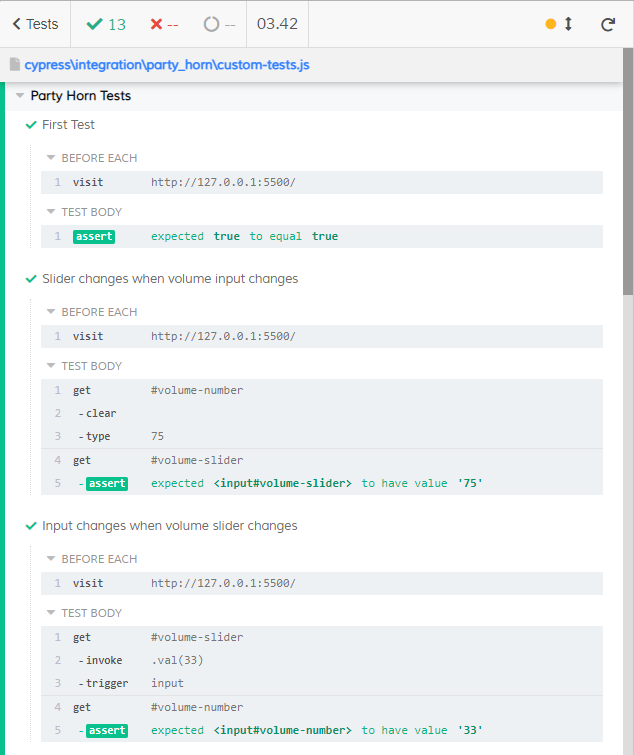 Tests 13 -- -- 03.42
cypress\integration\party_horn\custom-tests.js
Party Horn Tests
First Test
BEFORE EACH
1 visit http://127.0.0.1:5500/
TEST BODY
1 assert expected true to equal true
Slider changes when volume input changes
BEFORE EACH
1 visit http://127.0.0.1:5500/
TEST BODY
1 get #volume-number
2 -clear
3 -type 75
4 get #volume-slider
5 -assert expected <input#volume-slider> to have value '75'
Input changes when volume slider changes
BEFORE EACH
1 visit http://127.0.0.1:5500/
TEST BODY
1 get #volume-slider
2 -invoke .val(33)
3 -trigger input
4 get #volume-number
5 -assert expected <input#volume-number> to have value '33'